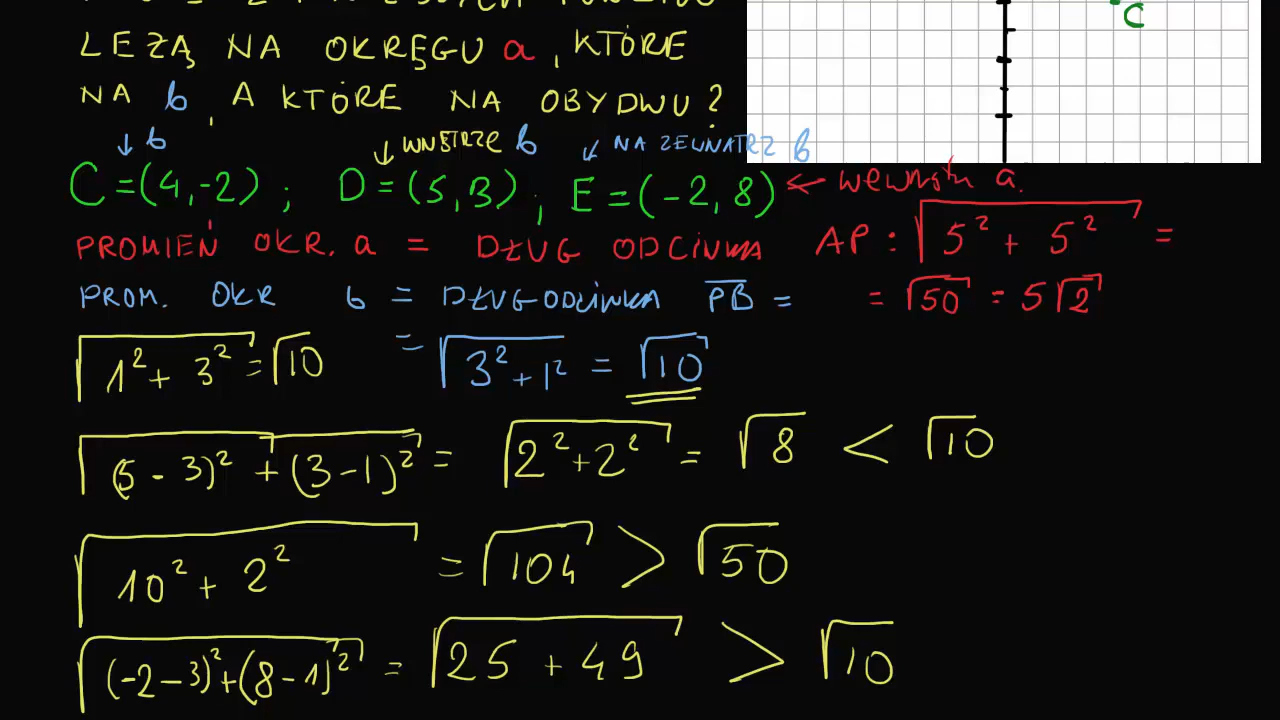 LEŻĄ NA OKRĘGU a, KTÓRE
C
NA b, A KTÓRE NA OBYDWU?
↓ b ↓ WNĘTRZE b ↓ NA ZEWNĄTRZ b
C = (4,-2) ; D = (5,3) ; E = (-2,8) ← wewnątrz a.
PROMIEŃ OKR. a = DŁUG ODCINKA AP : √5² + 5² =
PROM. OKR b = DŁUG ODCINKA PB = = √50 = 5√2
√1² + 3² = √10 = √3² + 1² = √10
√(5 - 3)² + (3 - 1)² = √2² + 2² = √8 < √10
√10² + 2² = √104 > √50
√(-2 - 3)² + (8 - 1)² = √25 + 49 > √10